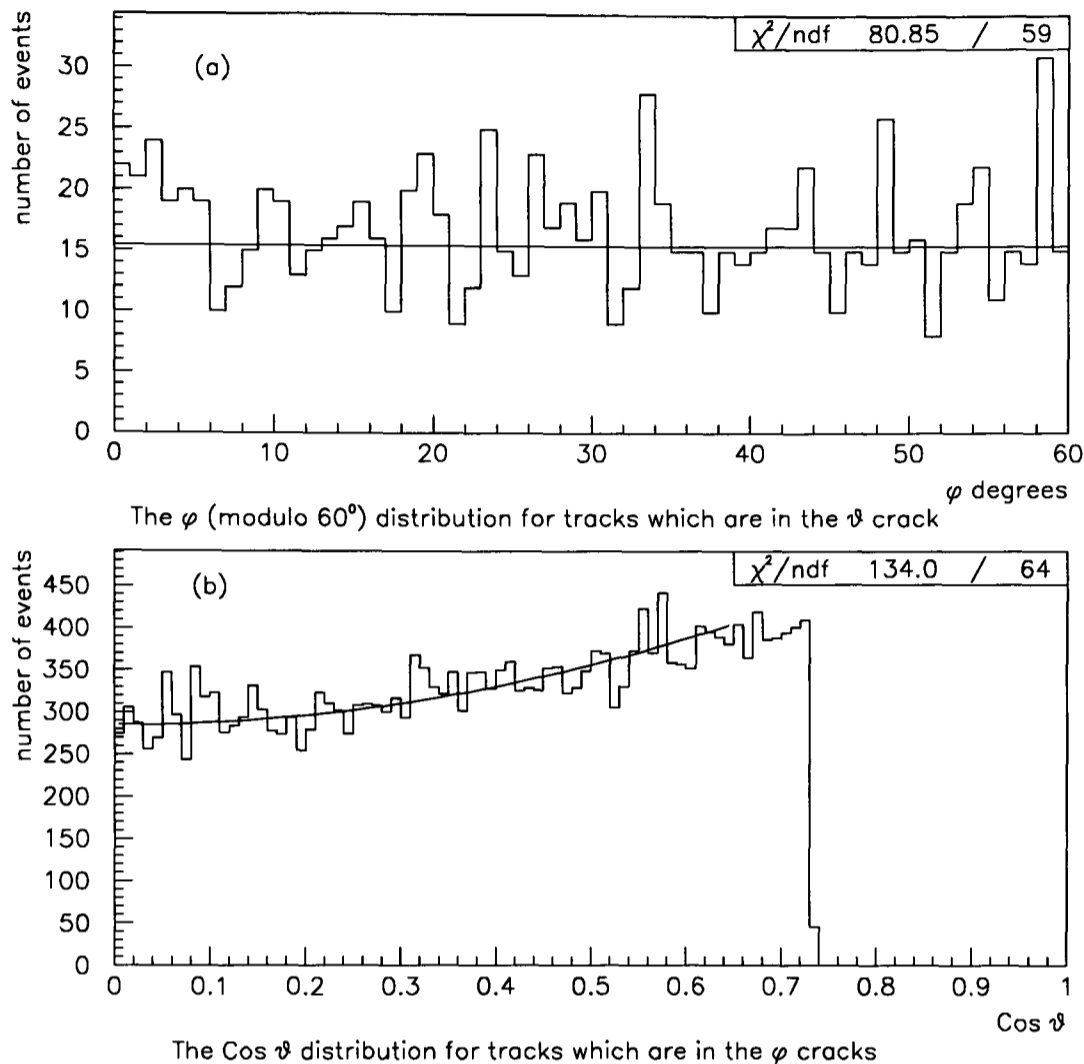 χ²/ndf 80.85 / 59
(a)
number of events
30
25
20
15
10
5
0
0 10 20 30 40 50 60
φ degrees
The φ (modulo 60°) distribution for tracks which are in the ϑ crack
χ²/ndf 134.0 / 64
(b)
number of events
450
400
350
300
250
200
150
100
50
0
0 0.1 0.2 0.3 0.4 0.5 0.6 0.7 0.8 0.9 1
Cos ϑ
The Cos ϑ distribution for tracks which are in the φ cracks